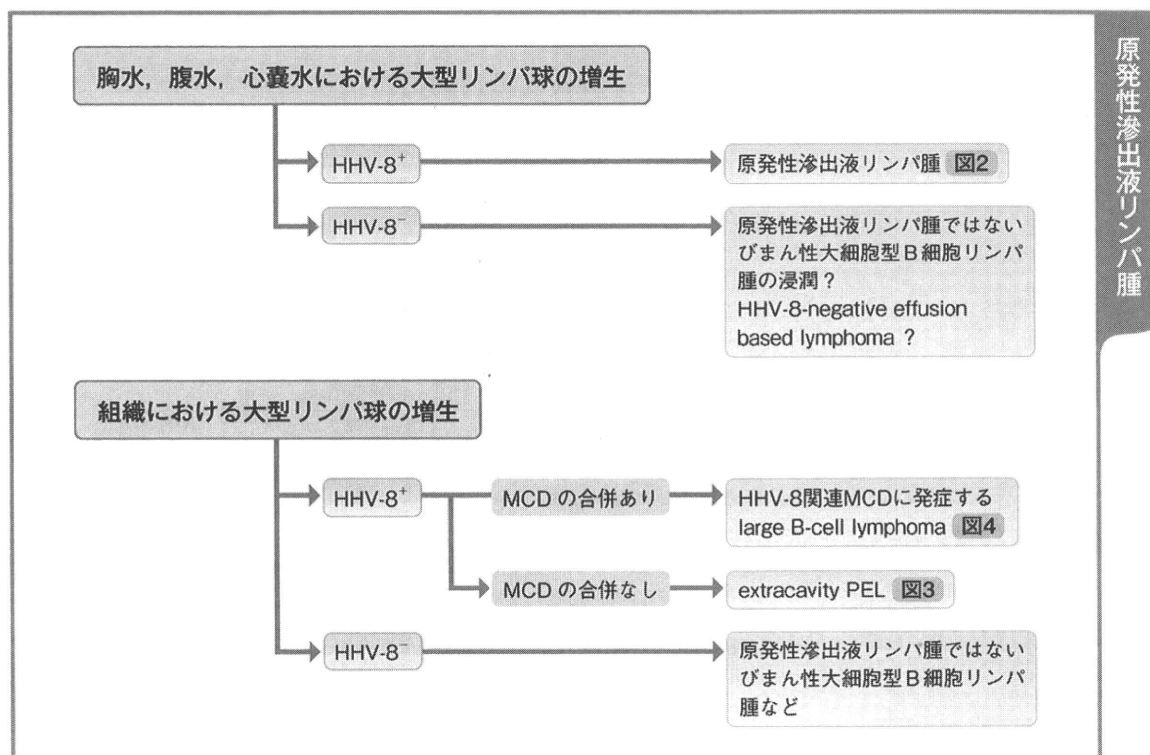 原発性滲出液リンパ腫
胸水，腹水，心嚢水における大型リンパ球の増生
HHV-8⁺
原発性滲出液リンパ腫 図2
HHV-8⁻
原発性滲出液リンパ腫ではない
びまん性大細胞型B細胞リンパ
腫の浸潤？
HHV-8-negative effusion
based lymphoma ？
組織における大型リンパ球の増生
HHV-8⁺
MCD の合併あり
HHV-8関連MCDに発症する
large B-cell lymphoma 図4
MCD の合併なし
extracavity PEL 図3
HHV-8⁻
原発性滲出液リンパ腫ではない
びまん性大細胞型B細胞リンパ
腫など